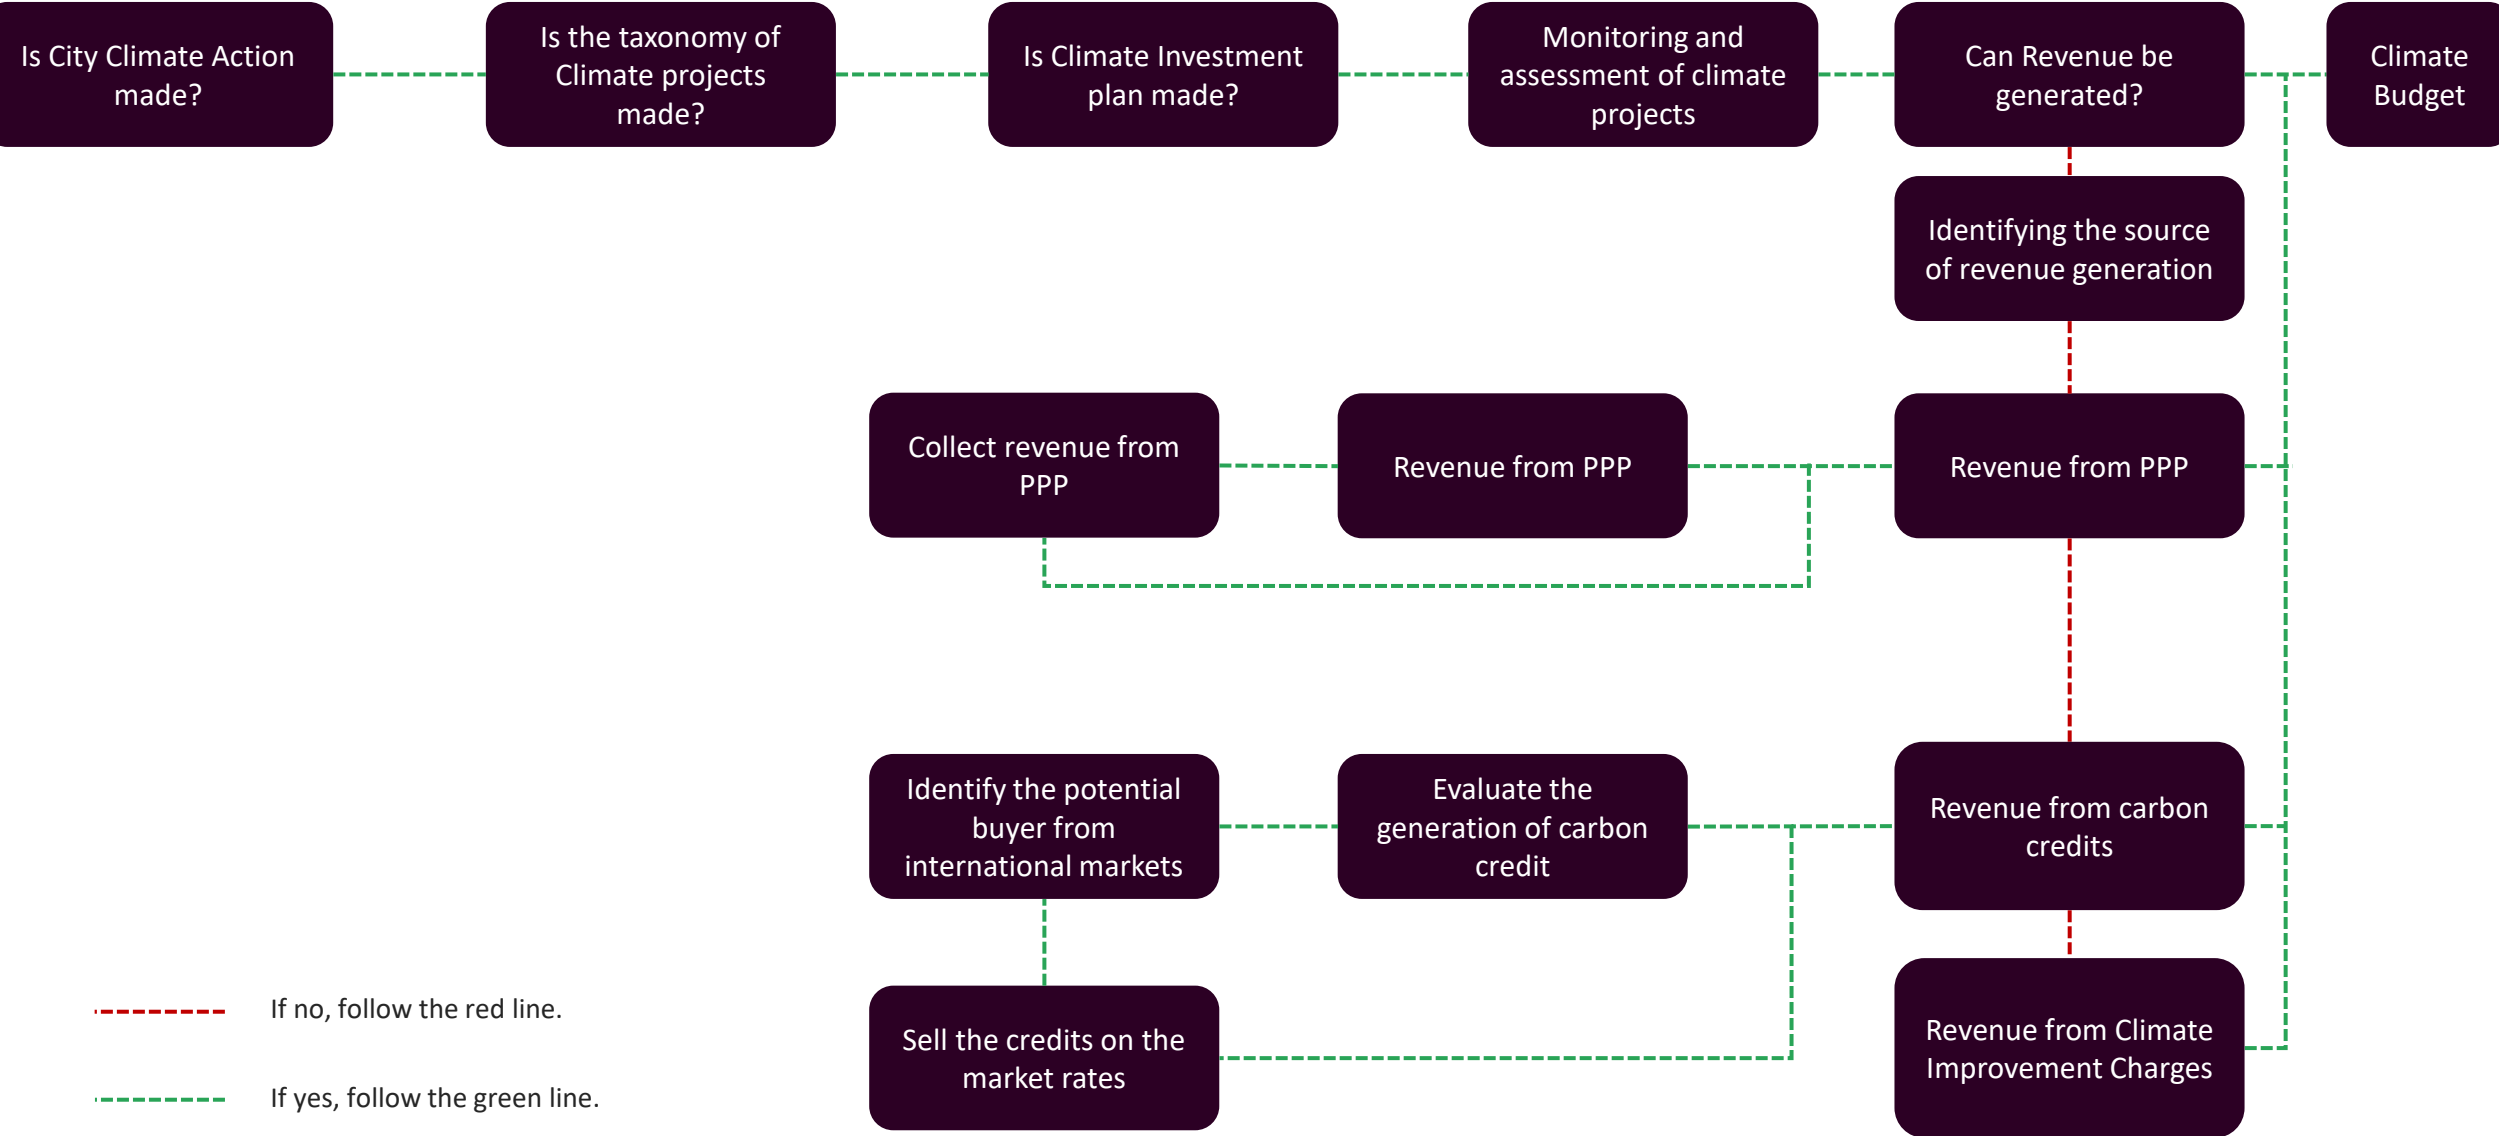 Is City Climate Action
made?
Is the taxonomy of
Climate projects
made?
Is Climate Investment
plan made?
Monitoring and
assessment of climate
projects
Can Revenue be
generated?
Climate
Budget
Identifying the source
of revenue generation
Collect revenue from
PPP
Revenue from PPP
Revenue from PPP
Identify the potential
buyer from
international markets
Evaluate the
generation of carbon
credit
Revenue from carbon
credits
Sell the credits on the
market rates
Revenue from Climate
Improvement Charges
If no, follow the red line.
If yes, follow the green line.